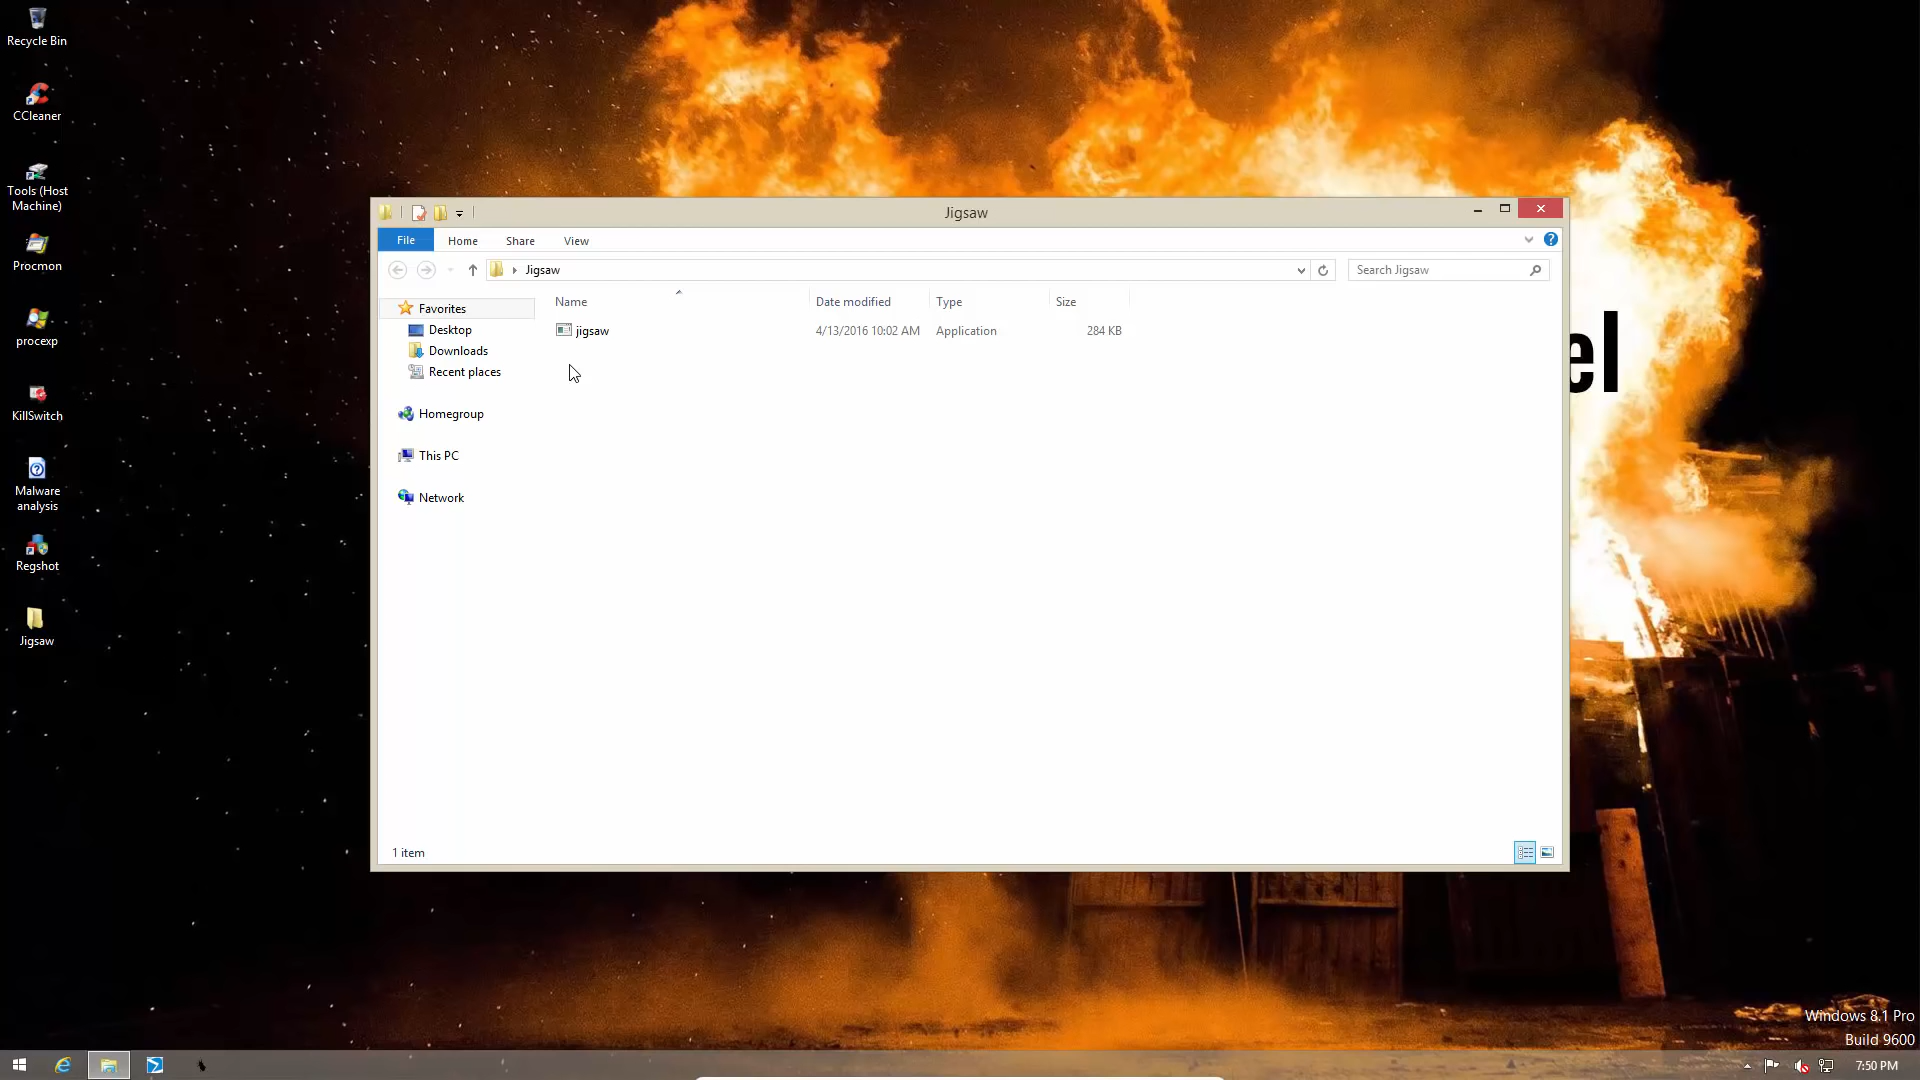 Recycle Bin
CCleaner
Tools (Host
Machine)
Procmon
procexp
KillSwitch
Malware
analysis
Regshot
Jigsaw
Jigsaw
File
Home
Share
View
Jigsaw
Search Jigsaw
Favorites
Desktop
Downloads
Recent places
Homegroup
This PC
Network
Name
Date modified
Type
Size
jigsaw
4/13/2016 10:02 AM
Application
284 KB
1 item
el
Windows 8.1 Pro
Build 9600
7:50 PM